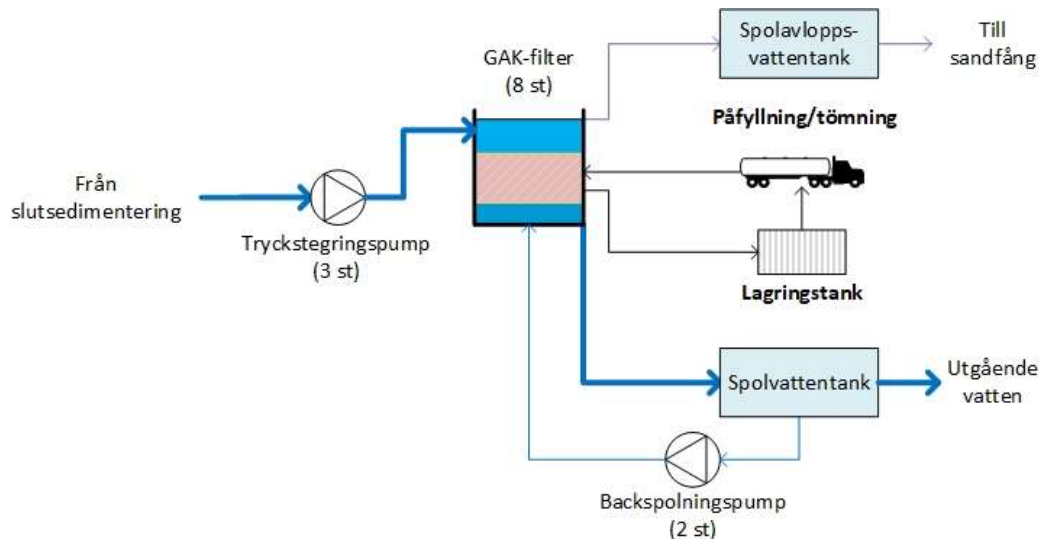 Spolavlopps-
vattentank
Till
sandfång
GAK-filter
(8 st)
Påfyllning/tömning
Från
slutsedimentering
Tryckstegringspump
(3 st)
Lagringstank
Spolvattentank
Utgående
vatten
Backspolningspump
(2 st)